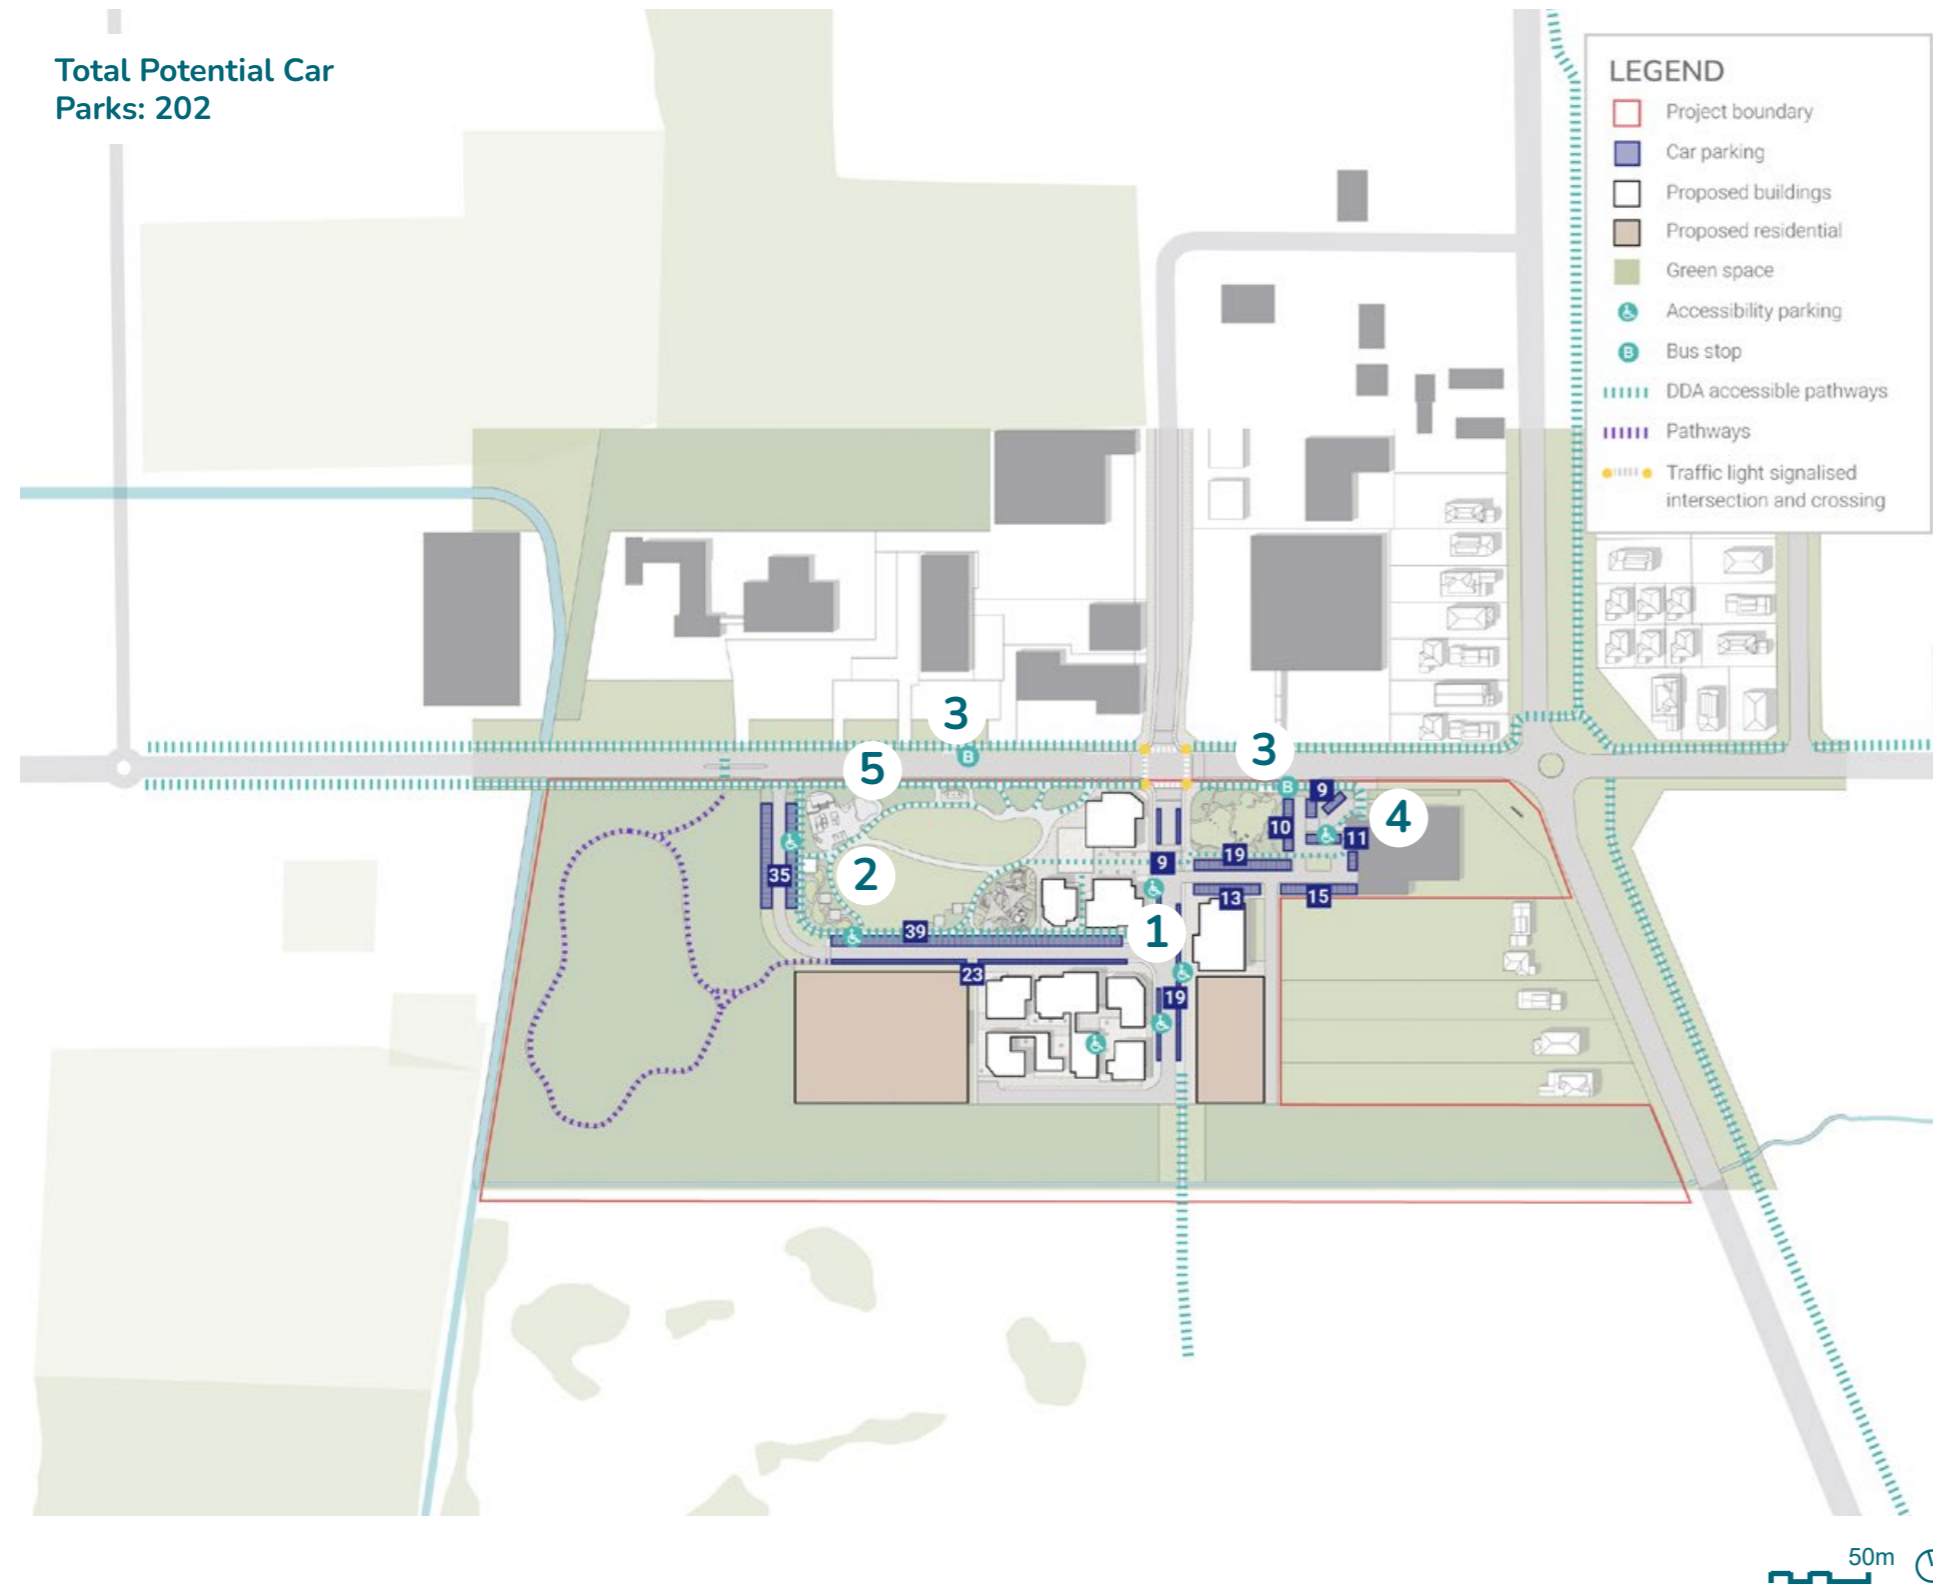 Total Potential Car
Parks: 202
LEGEND
Project boundary
Car parking
Proposed buildings
Proposed residential
Green space
Accessibility parking
B
Bus stop
DDA accessible pathways
Pathways
Traffic light signalised
intersection and crossing
3
B
3
5
B
9
4
10
11
19
9
2
35
13
15
39
1
23
19
50m